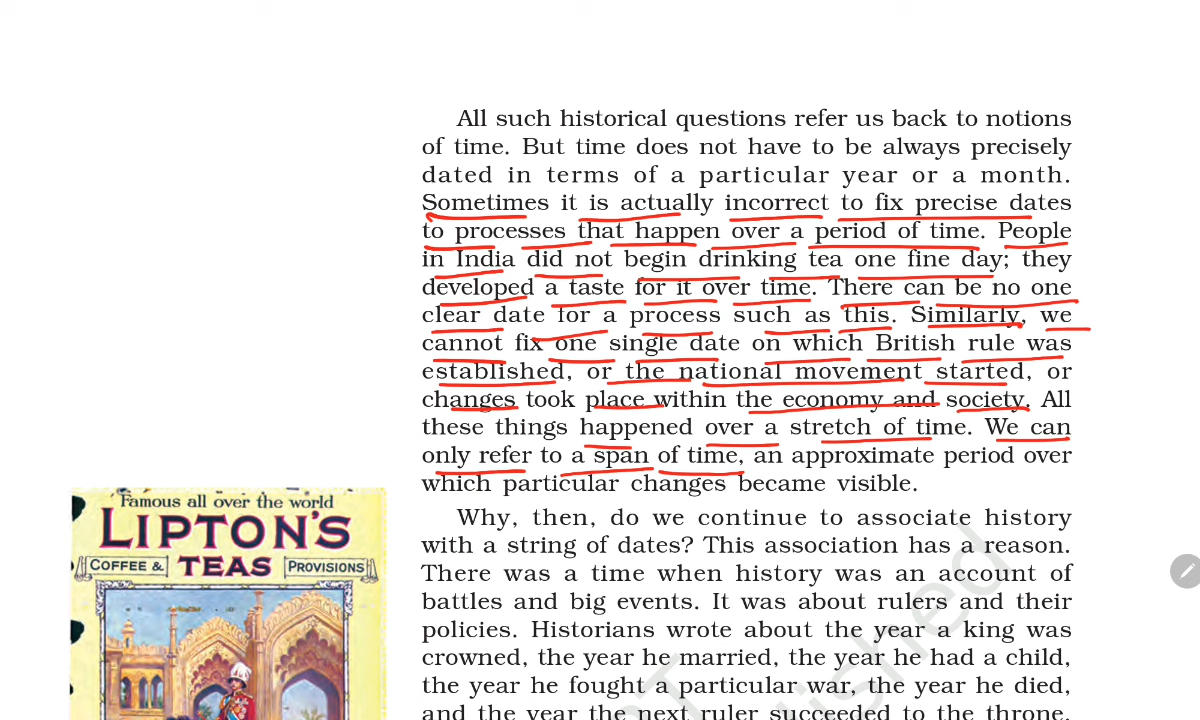 All such historical questions refer us back to notions
of time. But time does not have to be always precisely
dated in terms of a particular year or a month.
Sometimes it is actually incorrect to fix precise dates
to processes that happen over a period of time. People
in India did not begin drinking tea one fine day; they
developed a taste for it over time. There can be no one
clear date for a process such as this. Similarly, we
cannot fix one single date on which British rule was
established, or the national movement started, or
changes took place within the economy and society. All
these things happened over a stretch of time. We can
only refer to a span of time, an approximate period over
which particular changes became visible.
Why, then, do we continue to associate history
with a string of dates? This association has a reason.
There was a time when history was an account of
battles and big events. It was about rulers and their
policies. Historians wrote about the year a king was
crowned, the year he married, the year he had a child,
the year he fought a particular war, the year he died,
and the year the next ruler succeeded to the throne.
Famous all over the world
LIPTON'S
COFFEE & TEAS PROVISIONS